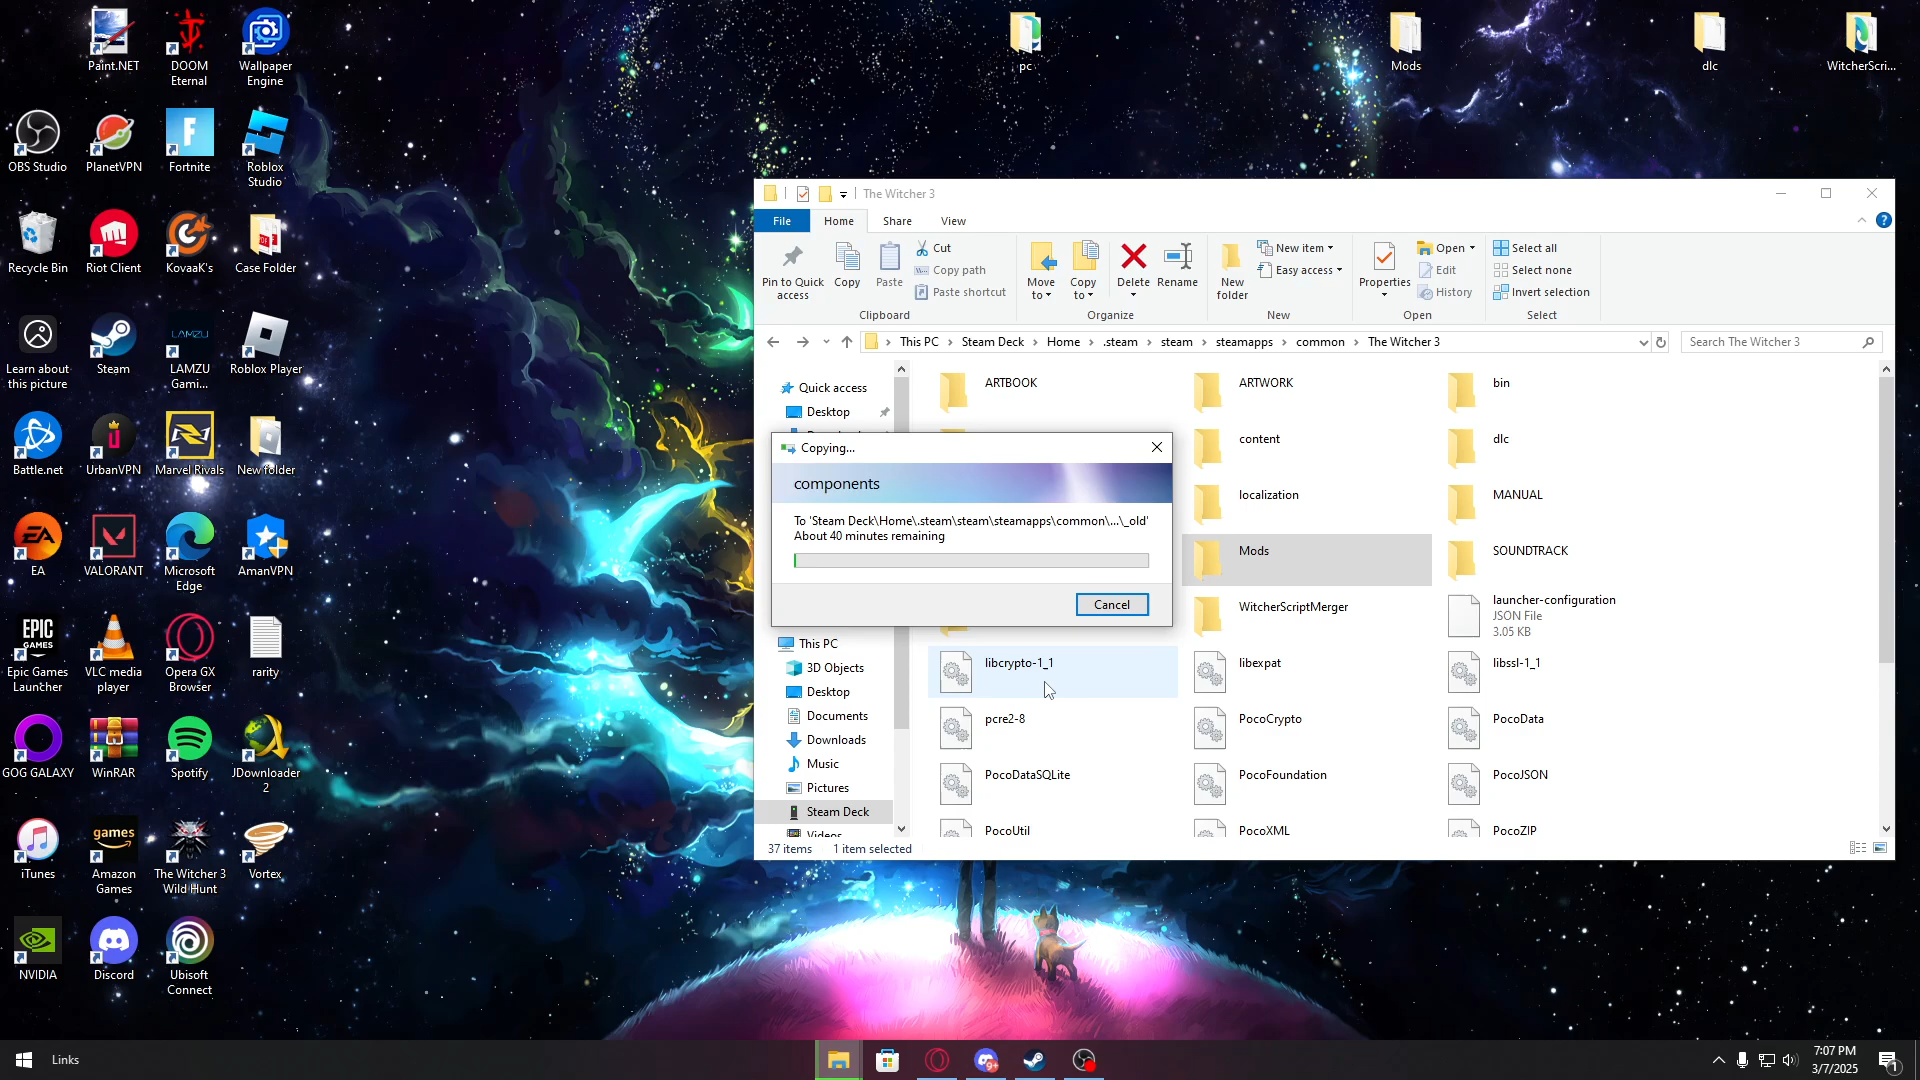 Paint.NET
DOOM
Eternal
Wallpaper
Engine
pc
Mods
dlc
WitcherScri...
OBS Studio
PlanetVPN
Fortnite
Roblox
Studio
Recycle Bin
Riot Client
KovaaK's
Case Folder
Learn about
this picture
Steam
LAMZU
LAMZU
Gami...
Roblox Player
Battle.net
UrbanVPN
Marvel Rivals
New folder
EA
EA
VALORANT
Microsoft
Edge
AmanVPN
EPIC
GAMES
Epic Games
Launcher
VLC media
player
Opera GX
Browser
rarity
GOG GALAXY
WinRAR
Spotify
JDownloader
2
iTunes
games
Amazon
Games
The Witcher 3
Wild Hunt
Vortex
NVIDIA
Discord
Ubisoft
Connect
The Witcher 3
File
Home
Share
View
Pin to Quick
access
Copy
Paste
Cut
Copy path
Paste shortcut
Clipboard
Move
to
Copy
to
Delete
Rename
Organize
New
folder
New item
Easy access
New
Properties
Open
Edit
History
Open
Select all
Select none
Invert selection
Select
This PC > Steam Deck > Home > .steam > steam > steamapps > common > The Witcher 3
Search The Witcher 3
Quick access
Desktop
This PC
3D Objects
Desktop
Documents
Downloads
Music
Pictures
Steam Deck
Videos
ARTBOOK
ARTWORK
bin
content
dlc
localization
MANUAL
Mods
SOUNDTRACK
WitcherScriptMerger
launcher-configuration
JSON File
3.05 KB
libcrypto-1_1
libexpat
libssl-1_1
pcre2-8
PocoCrypto
PocoData
PocoDataSQLite
PocoFoundation
PocoJSON
PocoUtil
PocoXML
PocoZIP
Copying...
components
To 'Steam Deck\Home\.steam\steam\steamapps\common\...\_old'
About 40 minutes remaining
Cancel
37 items
1 item selected
Links
9+
7:07 PM
3/7/2025
1